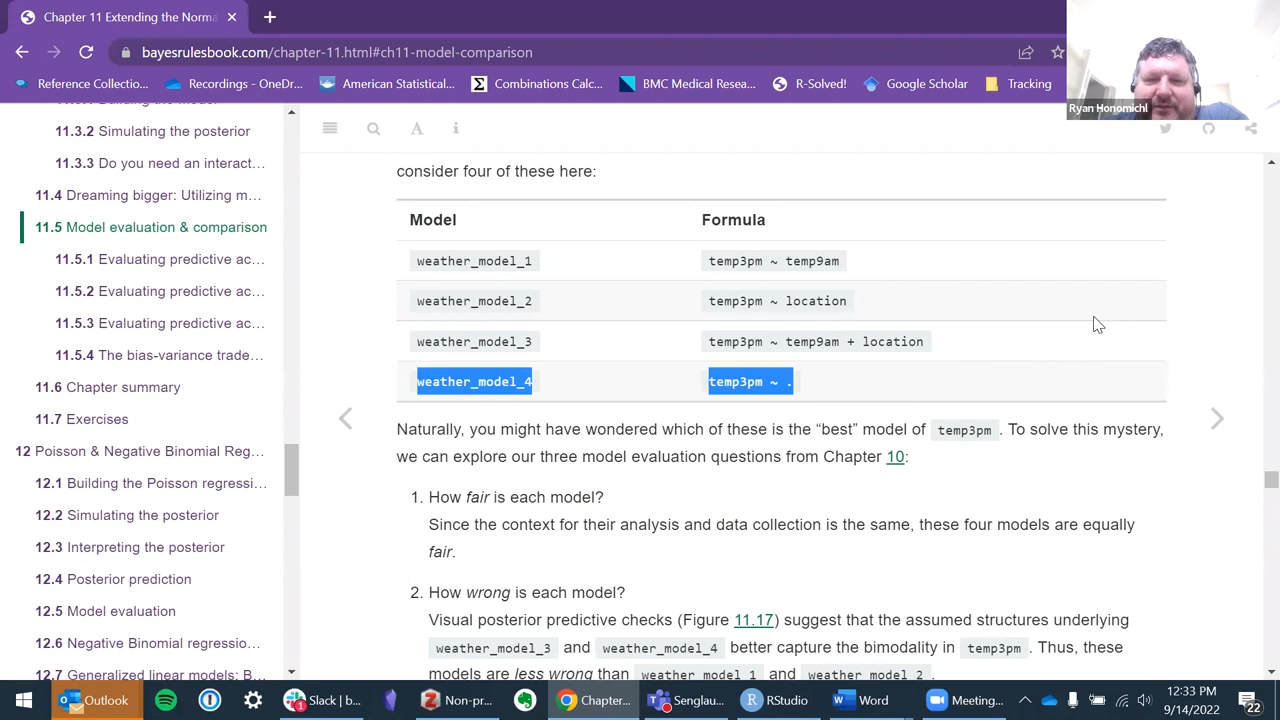 Chapter 11 Extending the Norma
bayesrulesbook.com/chapter-11.html#ch11-model-comparison
Reference Collectio...
Recordings - OneDr...
American Statistical...
Combinations Calc...
BMC Medical Resea...
R-Solved!
Google Scholar
Tracking
Ryan Honomichl
11.3.2 Simulating the posterior
11.3.3 Do you need an interact...
11.4 Dreaming bigger: Utilizing m...
11.5 Model evaluation & comparison
11.5.1 Evaluating predictive ac...
11.5.2 Evaluating predictive ac...
11.5.3 Evaluating predictive ac...
11.5.4 The bias-variance trade...
11.6 Chapter summary
11.7 Exercises
12 Poisson & Negative Binomial Reg...
12.1 Building the Poisson regressi...
12.2 Simulating the posterior
12.3 Interpreting the posterior
12.4 Posterior prediction
12.5 Model evaluation
12.6 Negative Binomial regressio...
12.7 Generalized linear models: B...
consider four of these here:
Model Formula
weather_model_1 temp3pm ~ temp9am
weather_model_2 temp3pm ~ location
weather_model_3 temp3pm ~ temp9am + location
weather_model_4 temp3pm ~ .
Naturally, you might have wondered which of these is the “best” model of temp3pm. To solve this mystery,
we can explore our three model evaluation questions from Chapter 10:
1. How fair is each model?
Since the context for their analysis and data collection is the same, these four models are equally
fair.
2. How wrong is each model?
Visual posterior predictive checks (Figure 11.17) suggest that the assumed structures underlying
weather_model_3 and weather_model_4 better capture the bimodality in temp3pm. Thus, these
models are less wrong than weather_model_1 and weather_model_2.
Outlook
Slack | b...
Non-pr...
Chapter...
Senglau...
RStudio
Word
Meeting...
12:33 PM
9/14/2022
22